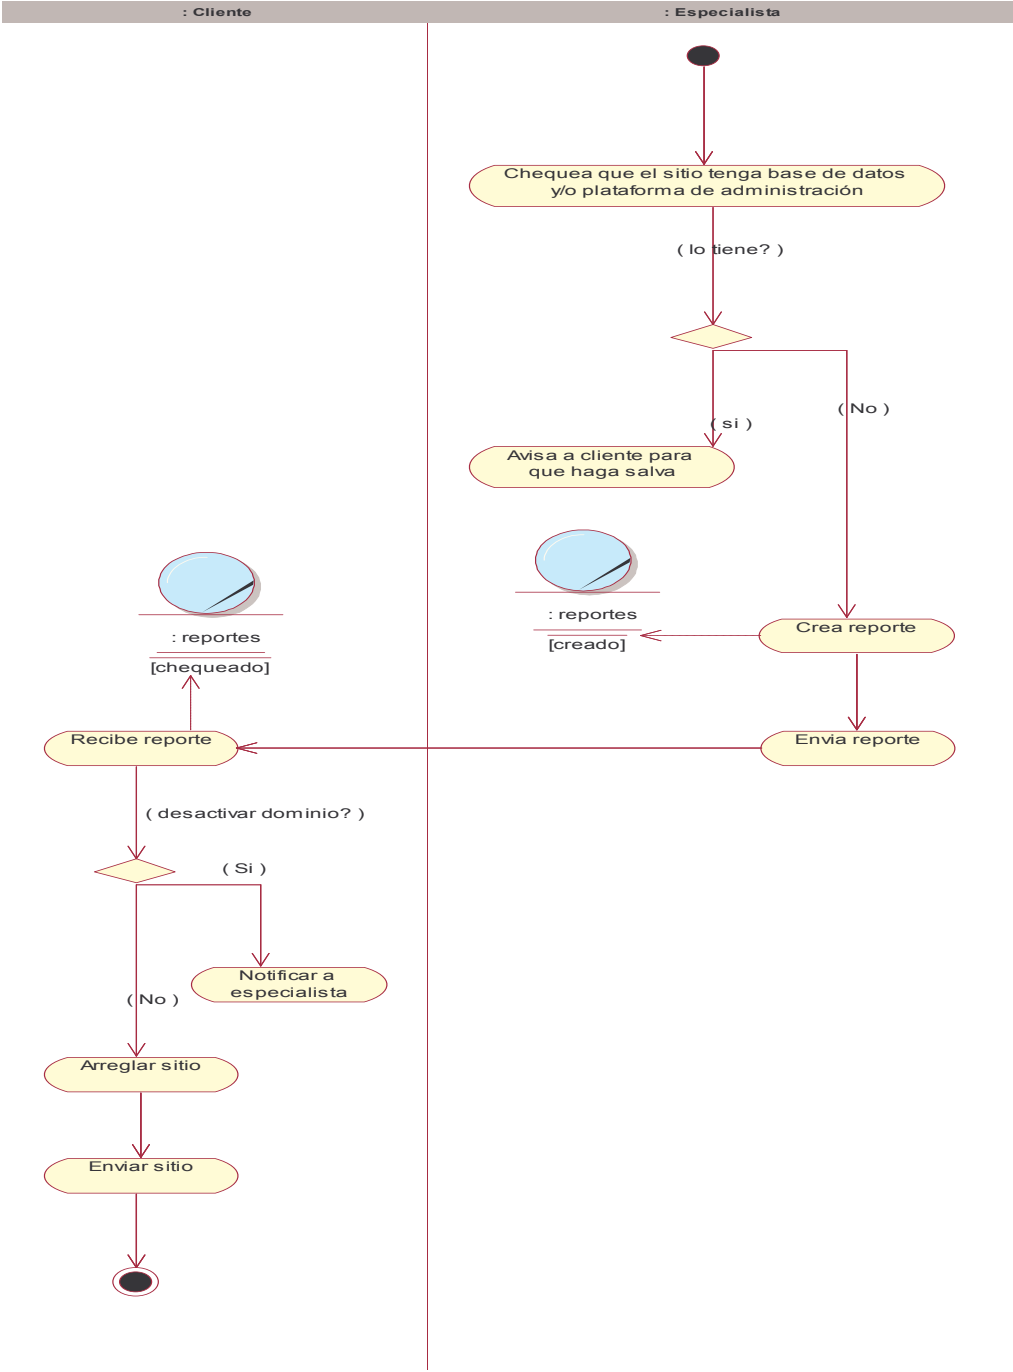 : Cliente
: Especialista
Chequea que el sitio tenga base de datos
y/o plataforma de administración
( lo tiene? )
( si )
( No )
Avisa a cliente para
que haga salva
: reportes
[creado]
Crea reporte
: reportes
[chequeado]
Recibe reporte
Envia reporte
( desactivar dominio? )
( Si )
Notificar a
especialista
( No )
Arreglar sitio
Enviar sitio